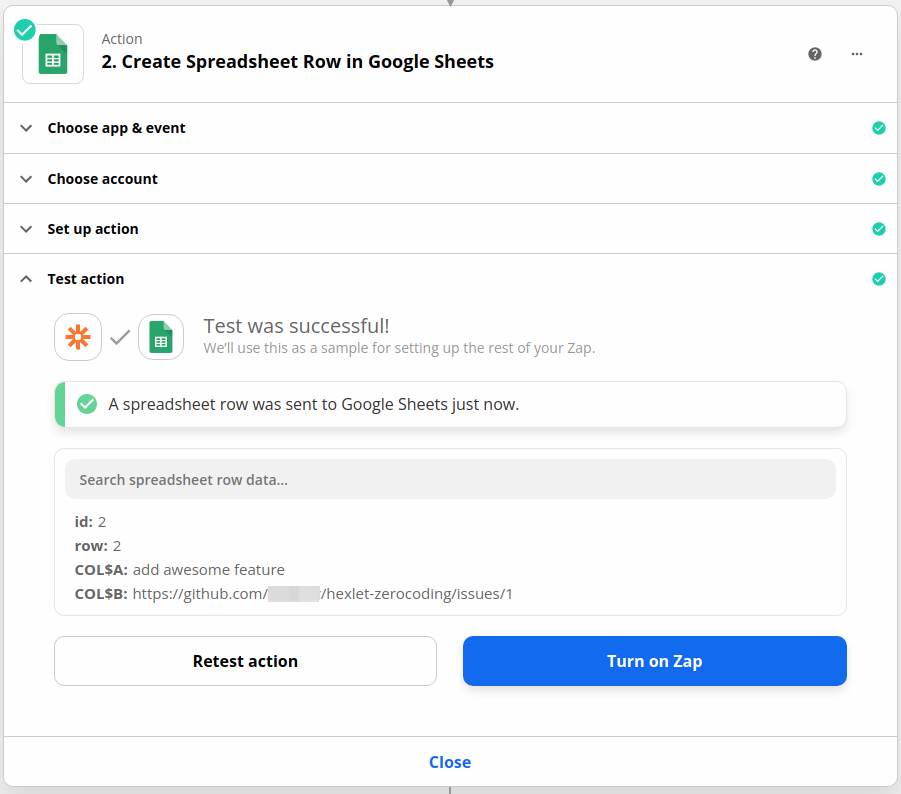 Action
2. Create Spreadsheet Row in Google Sheets
Choose app & event
Choose account
Set up action
Test action
Test was successful!
We'll use this as a sample for setting up the rest of your Zap.
A spreadsheet row was sent to Google Sheets just now.
Search spreadsheet row data...
id: 2
row: 2
COL$A: add awesome feature
COL$B: https://github.com/ /hexlet-zerocoding/issues/1
Retest action
Turn on Zap
Close